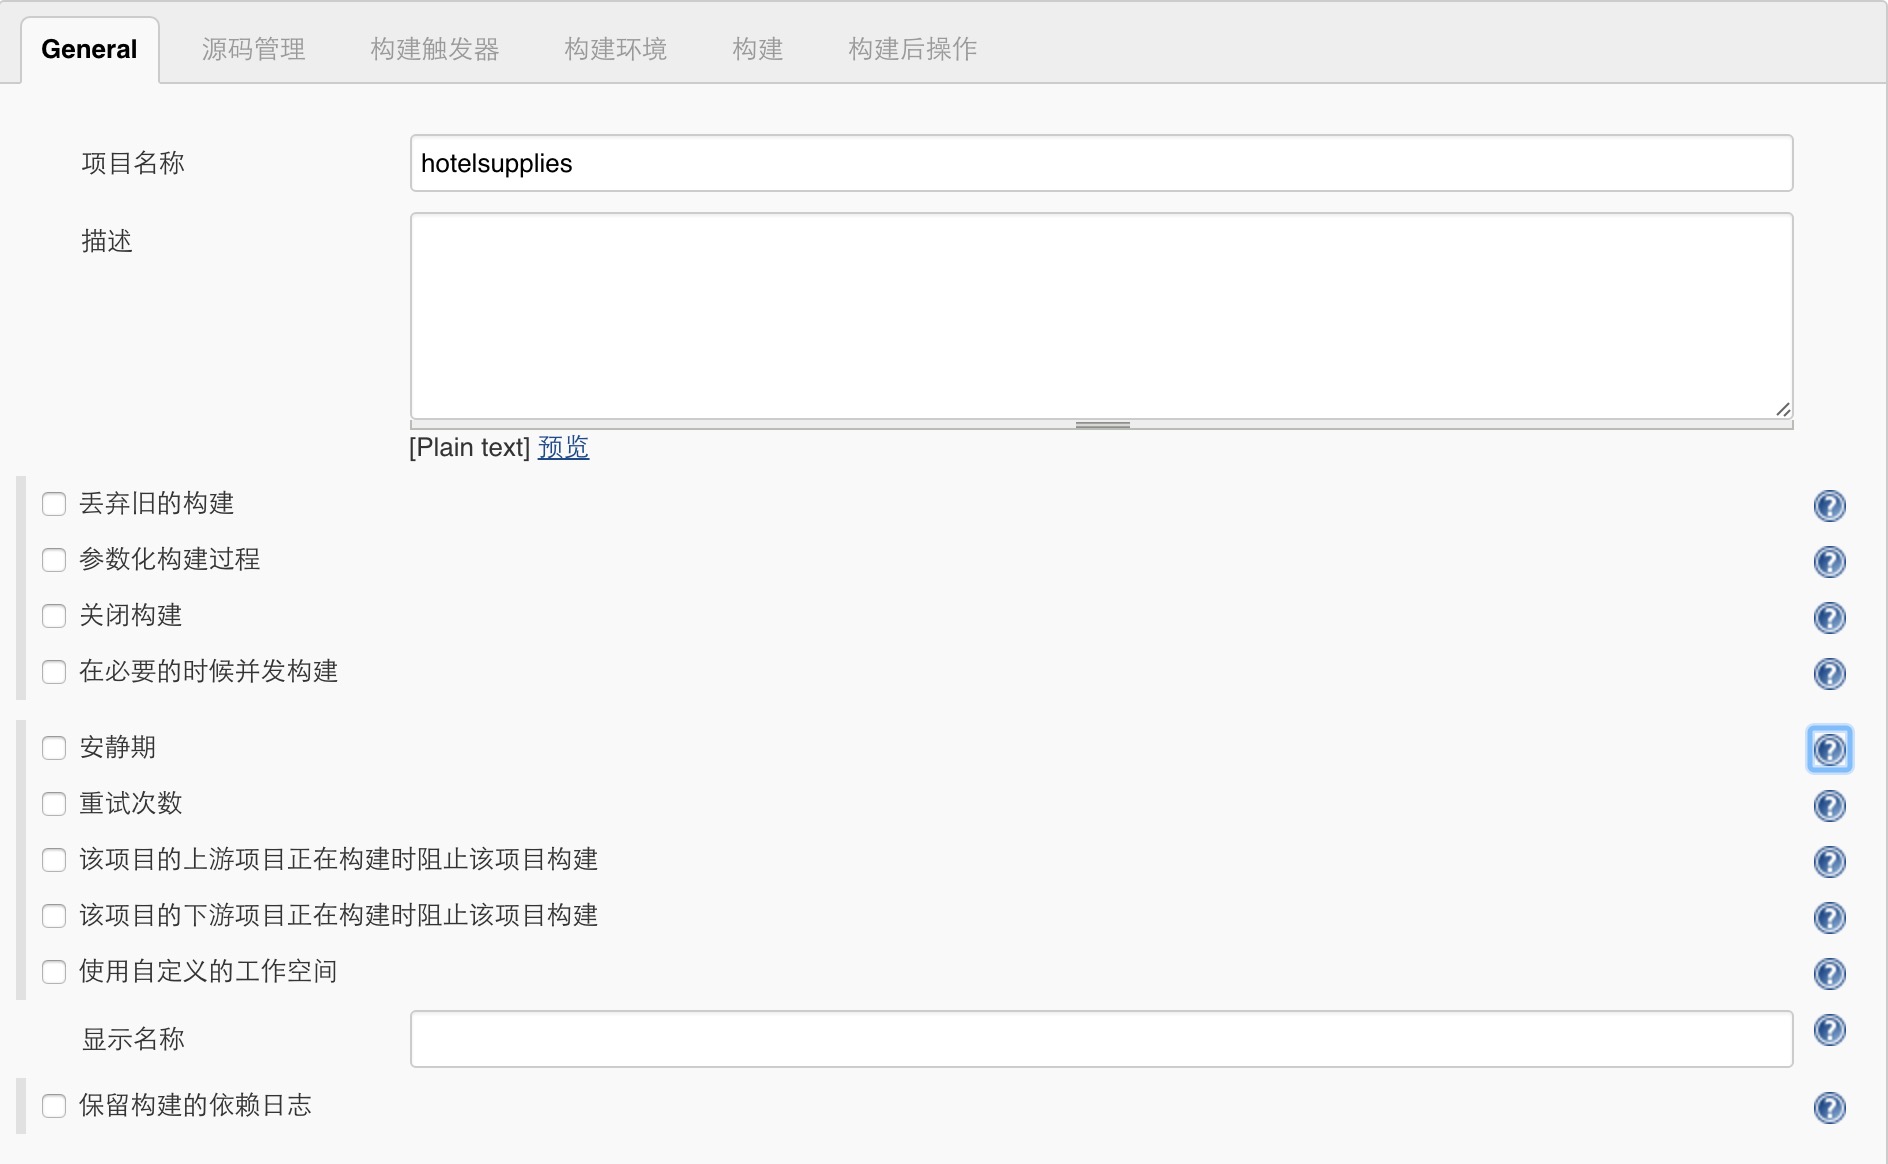 General 源码管理 构建触发器 构建环境 构建 构建后操作
项目名称 hotelsupplies
描述
[Plain text] 预览
丢弃旧的构建
参数化构建过程
关闭构建
在必要的时候并发构建
安静期
重试次数
该项目的上游项目正在构建时阻止该项目构建
该项目的下游项目正在构建时阻止该项目构建
使用自定义的工作空间
显示名称
保留构建的依赖日志